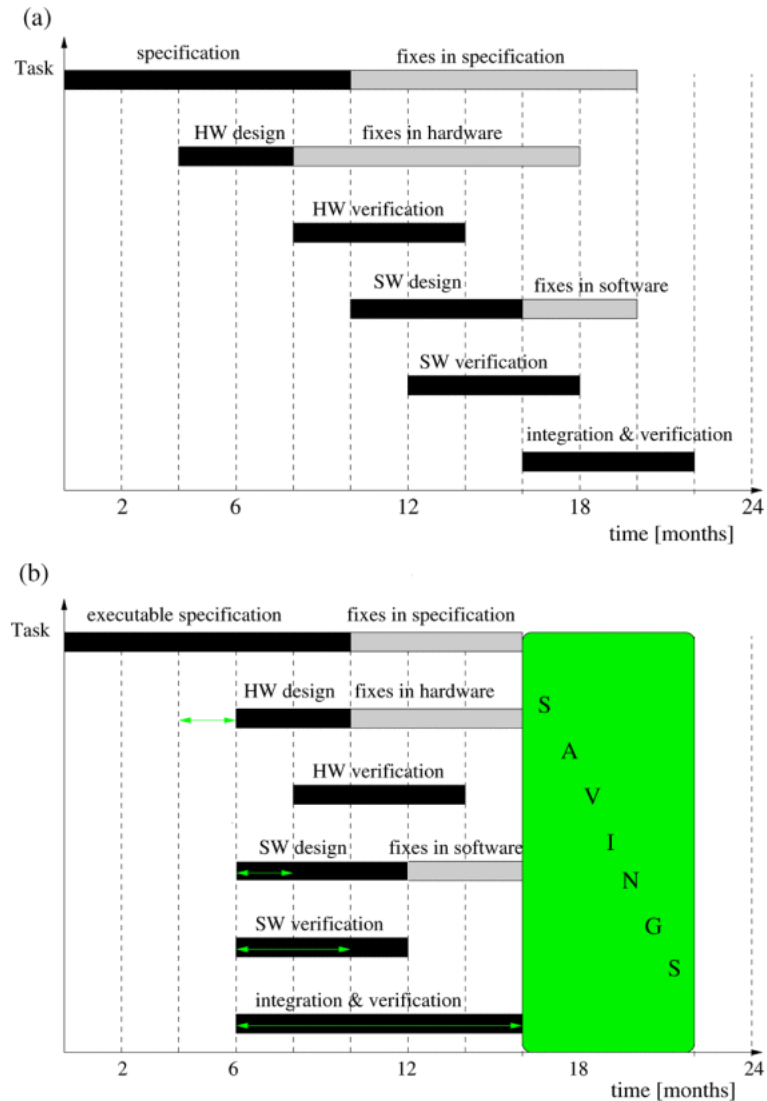 (a)
Task
specification
fixes in specification
HW design
fixes in hardware
HW verification
SW design
fixes in software
SW verification
integration & verification
2 6 12 18 24
time [months]
(b)
Task
executable specification
fixes in specification
HW design
fixes in hardware
HW verification
SW design
fixes in software
SW verification
integration & verification
S
A
V
I
N
G
S
2 6 12 18 24
time [months]